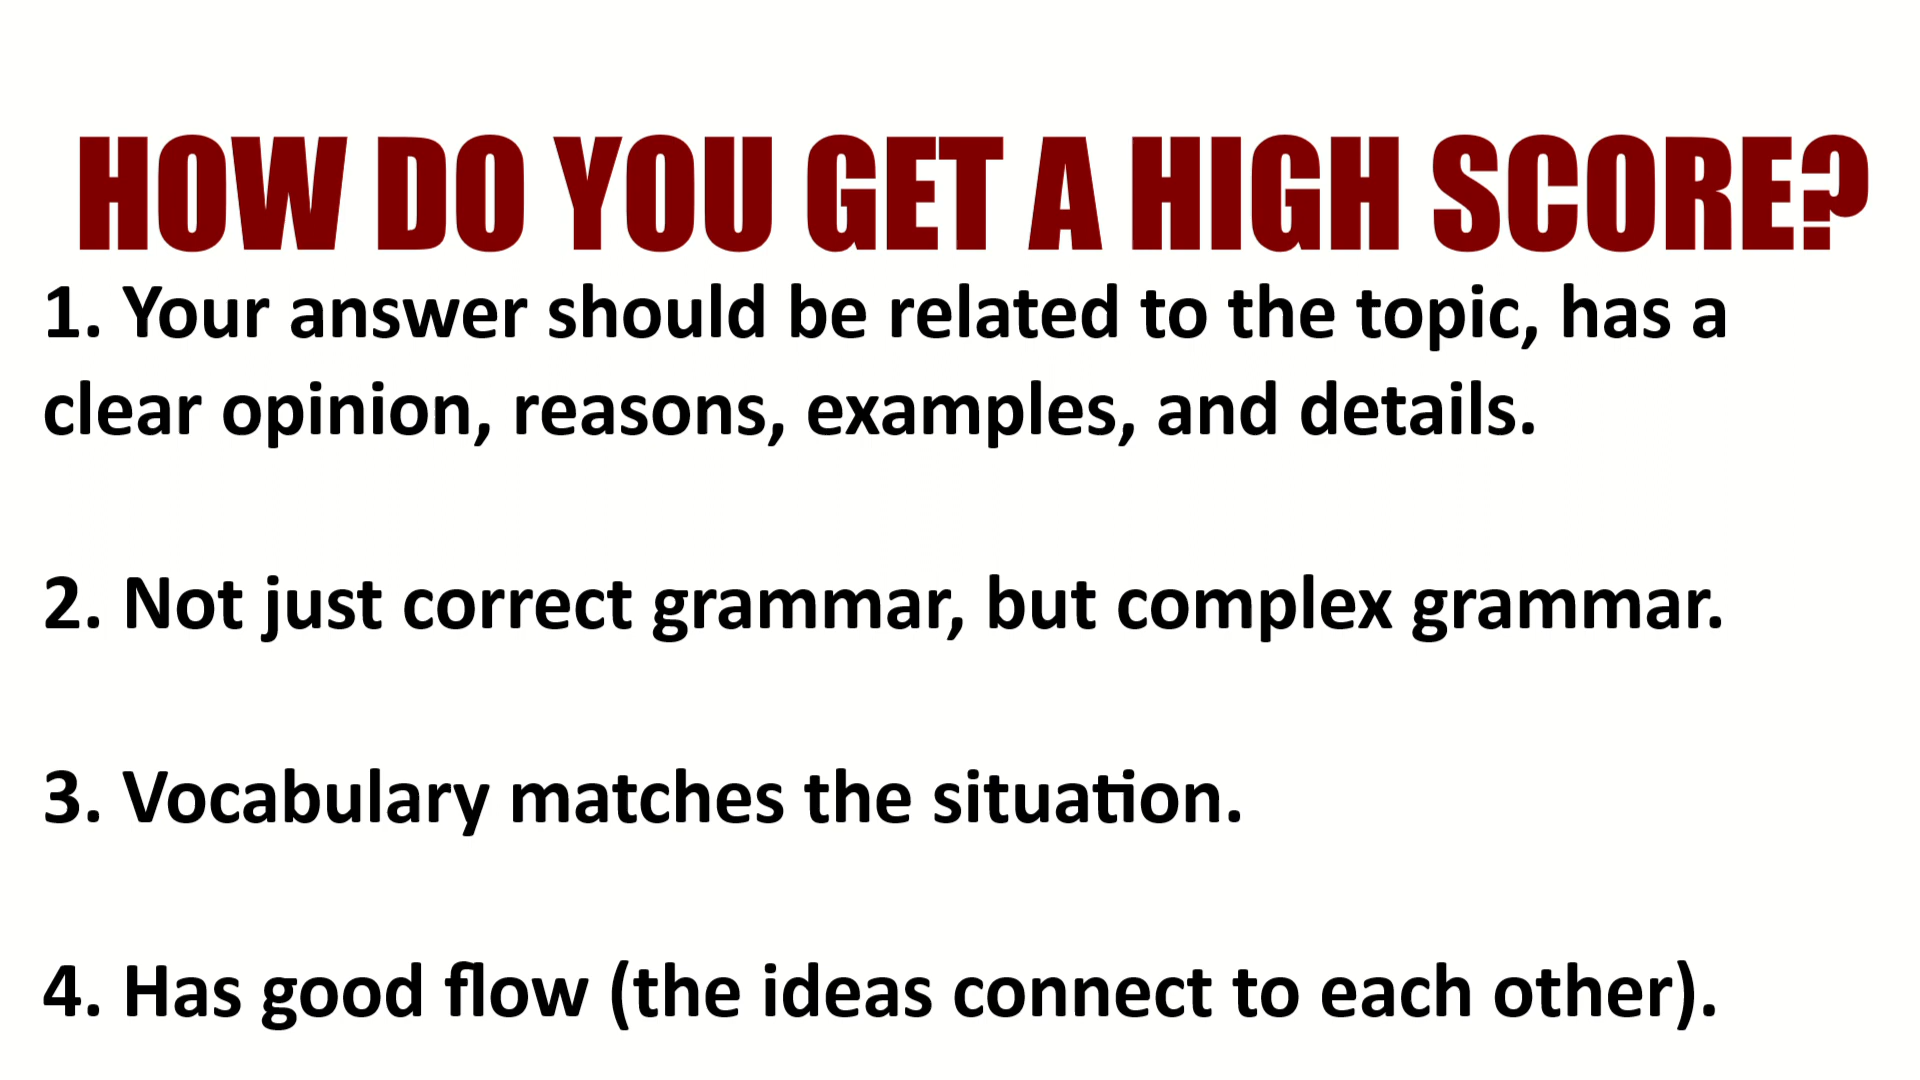 HOW DO YOU GET A HIGH SCORE?
1. Your answer should be related to the topic, has a
clear opinion, reasons, examples, and details.
2. Not just correct grammar, but complex grammar.
3. Vocabulary matches the situation.
4. Has good flow (the ideas connect to each other).